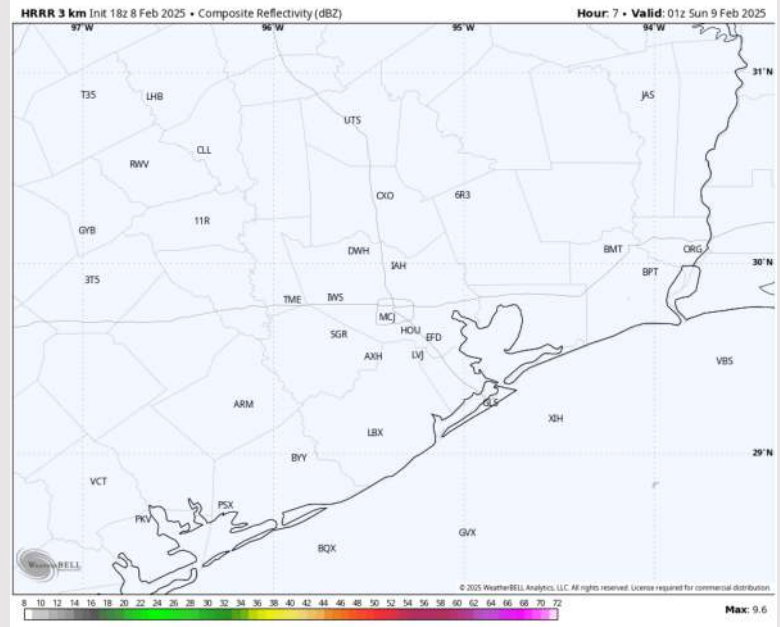 HRRR 3 km Init 18z 8 Feb 2025 • Composite Reflectivity (dBZ) Hour: 7 • Valid: 01z Sun 9 Feb 2025
97°W 96°W 95°W 94°W
31°N
T35 LHB JAS
UTS
CLL
RWV
CXO 6R3
11R
GYB
DWH BMT ORG
IAH 30°N
3T5 BPT
TME IWS
MCJ
SGR HOU EFD
AXH LVJ VBS
ARM GLS
XIH
LBX
BYY 29°N
VCT
PSX
PKV
GVX
BQX
WeatherBELL
© 2025 WeatherBELL Analytics, LLC. All rights reserved. License required for commercial distribution.
8 10 12 14 16 18 20 22 24 26 28 30 32 34 36 38 40 42 44 46 48 50 52 54 56 58 60 62 64 66 68 70 72 Max: 9.6